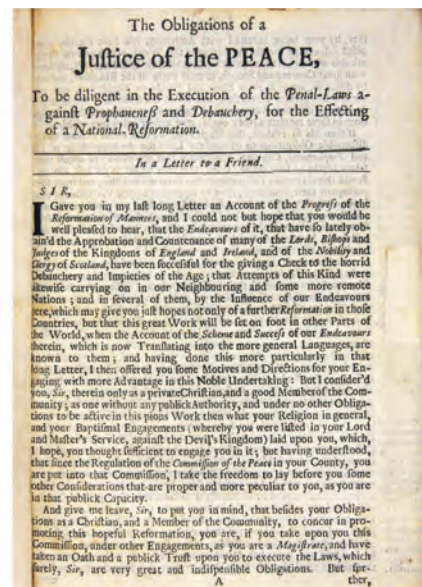 The Obligations of a
Juſtice of the PEACE,
To be diligent in the Execution of the Penal-Laws a-
gainſt Prophaneneſs and Debauchery, for the Effecting
of a National Reformation.
In a Letter to a Friend.
SIR,
I Gave you in my laſt long Letter an Account of the Progreſs of the
Reformation of Manners, and I could not but hope that you would be
well pleaſed to hear, that the Endeavours of it, that have ſo lately ob-
tain'd the Approbation and Countenance of many of the Lords, Biſhops and
Judges of the Kingdoms of England and Ireland, and of the Nobility and
Clergy of Scotland, have been ſucceſsful for the giving a Check to the horrid
Debauchery and Impieties of the Age; that Attempts of this Kind were
likewiſe carrying on in our Neighbouring and ſome more remote
Nations; and in ſeveral of them, by the Influence of our Endeavours
here, which may give you juſt hopes not only of a further Reformation in thoſe
Countries, but that this great Work will be ſet on foot in other Parts of
the World, when the Account of the Scheme and Succeſs of our Endeavours
therein, which is now Tranſlating into the more general Languages, are
known to them; and having done this more particularly in that
long Letter, I then offered you ſome Motives and Directions for your En-
gaging with more Advantage in this Noble Undertaking: But I conſider'd
you, Sir, therein only as a private Chriſtian, and a good Member of the Com-
munity; as one without any publick Authority, and under no other Obliga-
tions to be active in this pious Work then what your Religion in general,
and your Baptiſmal Engagements (whereby you were liſted in your Lord
and Maſter's Service, againſt the Devil's Kingdom) laid upon you, which,
I hope, you thought ſufficient to engage you in it; but having underſtood,
that ſince the Regulation of the Commiſſion of the Peace in your County, you
are put into that Commiſſion, I take the freedom to lay before you ſome
other Conſiderations that are proper and more peculiar to you, as you are
in that publick Capacity.
And give me leave, Sir, to put you in mind, that beſides your Obliga-
tions as a Chriſtian, and a Member of the Community, to concur in pro-
moting this hopeful Reformation, you are, if you take upon you this
Commiſſion, under other Engagements, as you are a Magiſtrate, and have
taken an Oath and a publick Truſt upon you to execute the Laws, which
ſurely, Sir, are very great and indiſpenſible Obligations. But fur-
A ther,